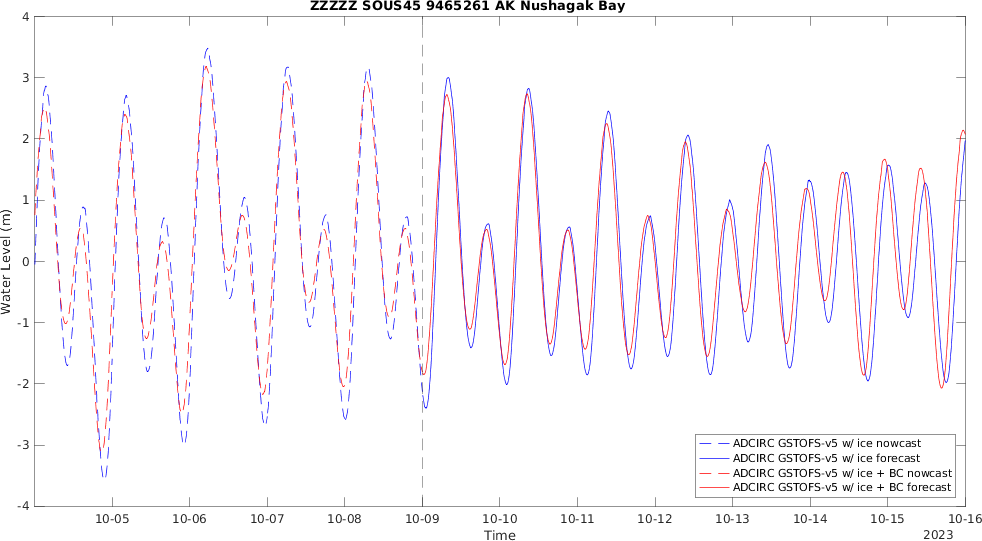 ZZZZZ SOUS45 9465261 AK Nushagak Bay
4
3
2
1
0
-1
-2
-3
-4
Water Level (m)
ADCIRC GSTOFS-v5 w/ ice nowcast
ADCIRC GSTOFS-v5 w/ ice forecast
ADCIRC GSTOFS-v5 w/ ice + BC nowcast
ADCIRC GSTOFS-v5 w/ ice + BC forecast
10-05 10-06 10-07 10-08 10-09 10-10 10-11 10-12 10-13 10-14 10-15 10-16
Time
2023